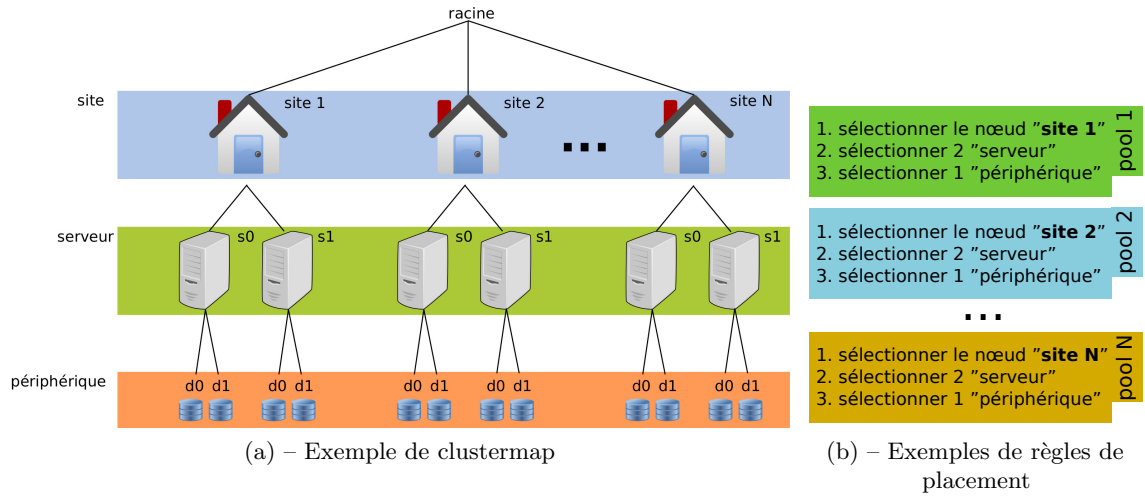 racine
site
site 1
site 2
site N
...
serveur
s0
s1
s0
s1
s0
s1
périphérique
d0 d1
d0 d1
d0 d1
d0 d1
d0 d1
d0 d1
(a) – Exemple de clustermap
1. sélectionner le nœud ”site 1”
2. sélectionner 2 ”serveur”
3. sélectionner 1 ”périphérique”
pool 1
1. sélectionner le nœud ”site 2”
2. sélectionner 2 ”serveur”
3. sélectionner 1 ”périphérique”
pool 2
...
1. sélectionner le nœud ”site N”
2. sélectionner 2 ”serveur”
3. sélectionner 1 ”périphérique”
pool N
(b) – Exemples de règles de
placement